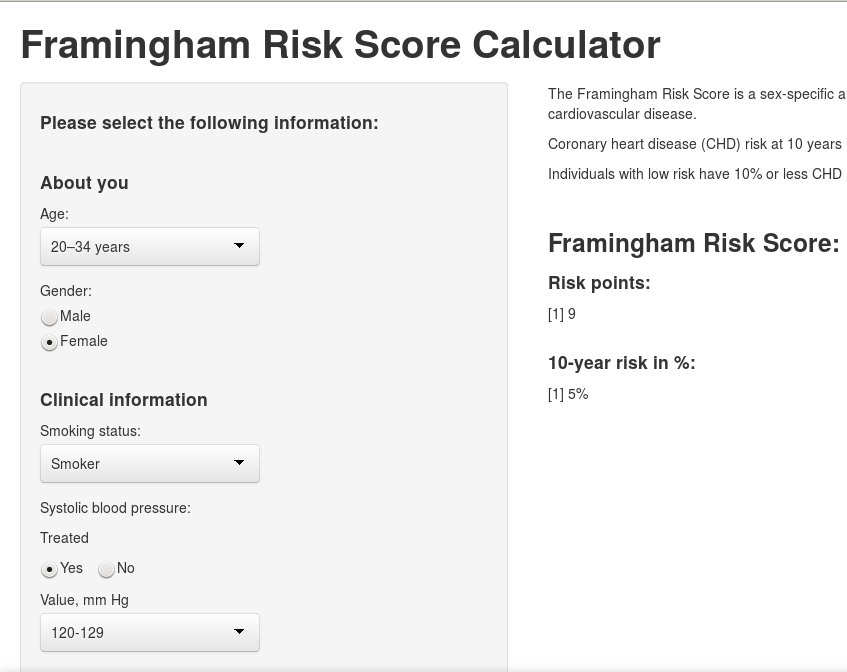 Framingham Risk Score Calculator
Please select the following information:
About you
Age:
20–34 years
Gender:
Male
Female
Clinical information
Smoking status:
Smoker
Systolic blood pressure:
Treated
Yes No
Value, mm Hg
120-129
The Framingham Risk Score is a sex-specific a
cardiovascular disease.
Coronary heart disease (CHD) risk at 10 years
Individuals with low risk have 10% or less CHD
Framingham Risk Score:
Risk points:
[1] 9
10-year risk in %:
[1] 5%